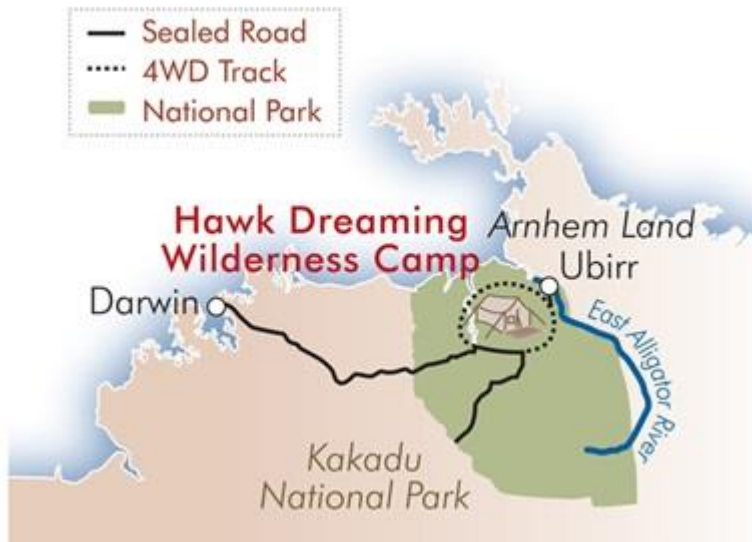 Sealed Road
4WD Track
National Park
Hawk Dreaming
Wilderness Camp
Arnhem Land
Ubirr
Darwin
East Alligator River
Kakadu
National Park